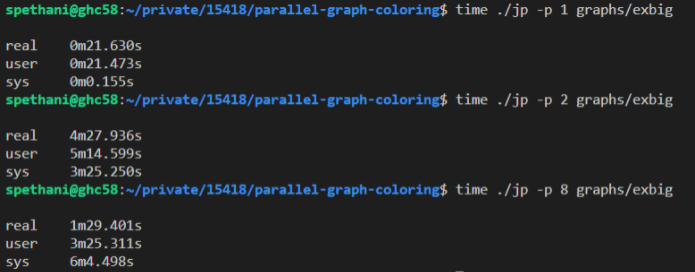 spethani@ghc58:~/private/15418/parallel-graph-coloring$ time ./jp -p 1 graphs/exbig
real 0m21.630s
user 0m21.473s
sys 0m0.155s
spethani@ghc58:~/private/15418/parallel-graph-coloring$ time ./jp -p 2 graphs/exbig
real 4m27.936s
user 5m14.599s
sys 3m25.250s
spethani@ghc58:~/private/15418/parallel-graph-coloring$ time ./jp -p 8 graphs/exbig
real 1m29.401s
user 3m25.311s
sys 6m4.498s